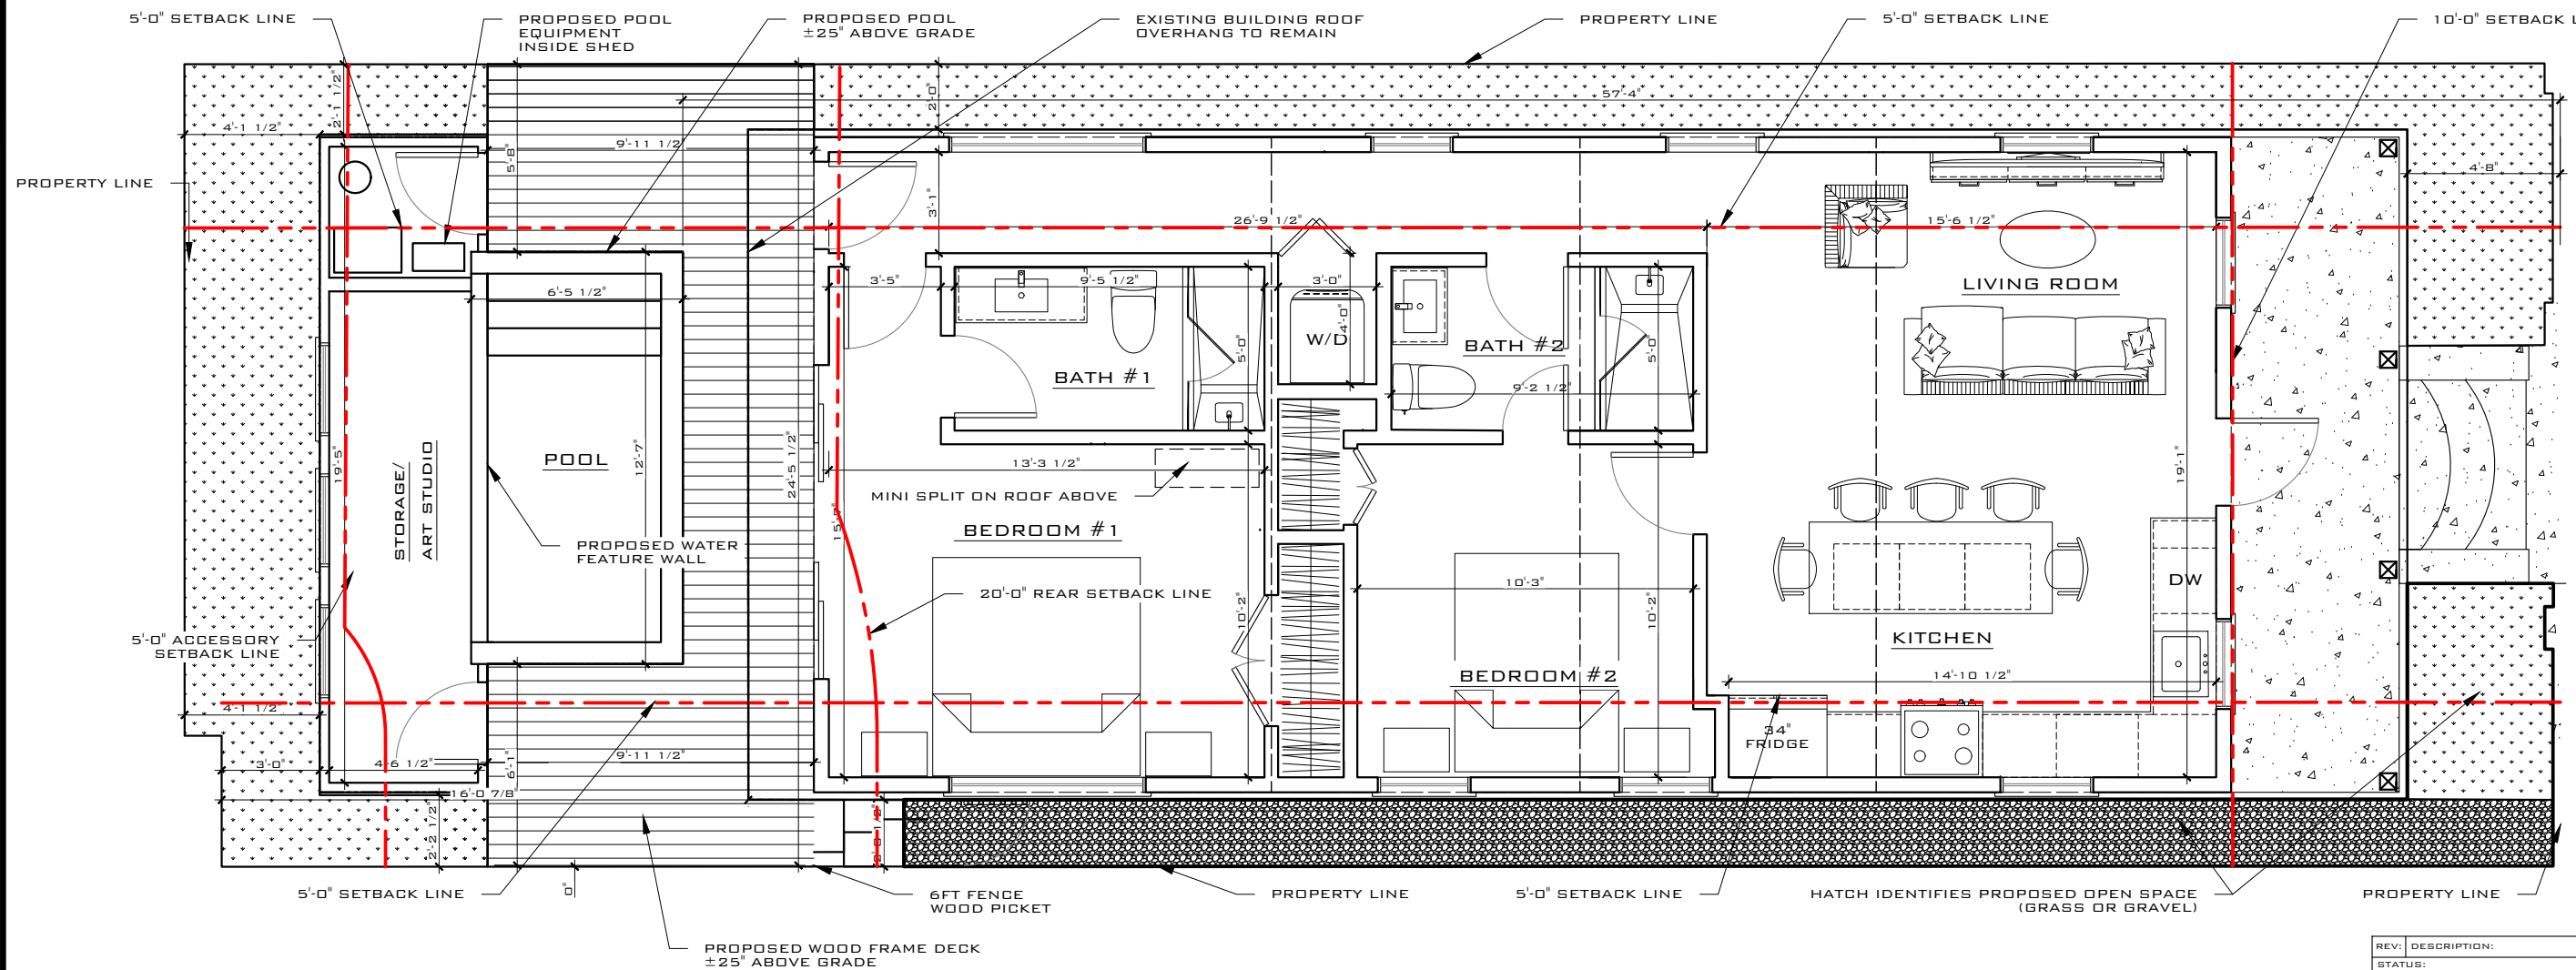 5'-0" SETBACK LINE
PROPOSED POOL
EQUIPMENT
INSIDE SHED
PROPOSED POOL
±25" ABOVE GRADE
EXISTING BUILDING ROOF
OVERHANG TO REMAIN
PROPERTY LINE
5'-0" SETBACK LINE
10'-0" SETBACK L
2'-1 1/2"
2'-0"
57'-4"
4'-1 1/2"
5'-8"
9'-11 1/2"
4'-8"
PROPERTY LINE
3'-1"
26'-9 1/2"
15'-6 1/2"
6'-5 1/2"
3'-5"
9'-5 1/2"
3'-0"
4'-0"
LIVING ROOM
W/D
5'-0"
BATH #1
BATH #2
5'-0"
9'-2 1/2"
STORAGE/
ART STUDIO
19'-5"
POOL
12'-7"
24'-5 1/2"
13'-3 1/2"
MINI SPLIT ON ROOF ABOVE
19'-1"
BEDROOM #1
PROPOSED WATER
FEATURE WALL
20'-0" REAR SETBACK LINE
10'-2"
10'-3"
10'-2"
DW
5'-0" ACCESSORY
SETBACK LINE
KITCHEN
BEDROOM #2
14'-10 1/2"
4'-1 1/2"
34"
FRIDGE
3'-0"
4'-6 1/2"
6'-1"
9'-11 1/2"
16'-0 7/8"
2'-2 1/2"
0"
5'-0" SETBACK LINE
6FT FENCE
WOOD PICKET
PROPERTY LINE
5'-0" SETBACK LINE
HATCH IDENTIFIES PROPOSED OPEN SPACE
(GRASS OR GRAVEL)
PROPERTY LINE
PROPOSED WOOD FRAME DECK
±25" ABOVE GRADE
REV: DESCRIPTION:
STATUS: